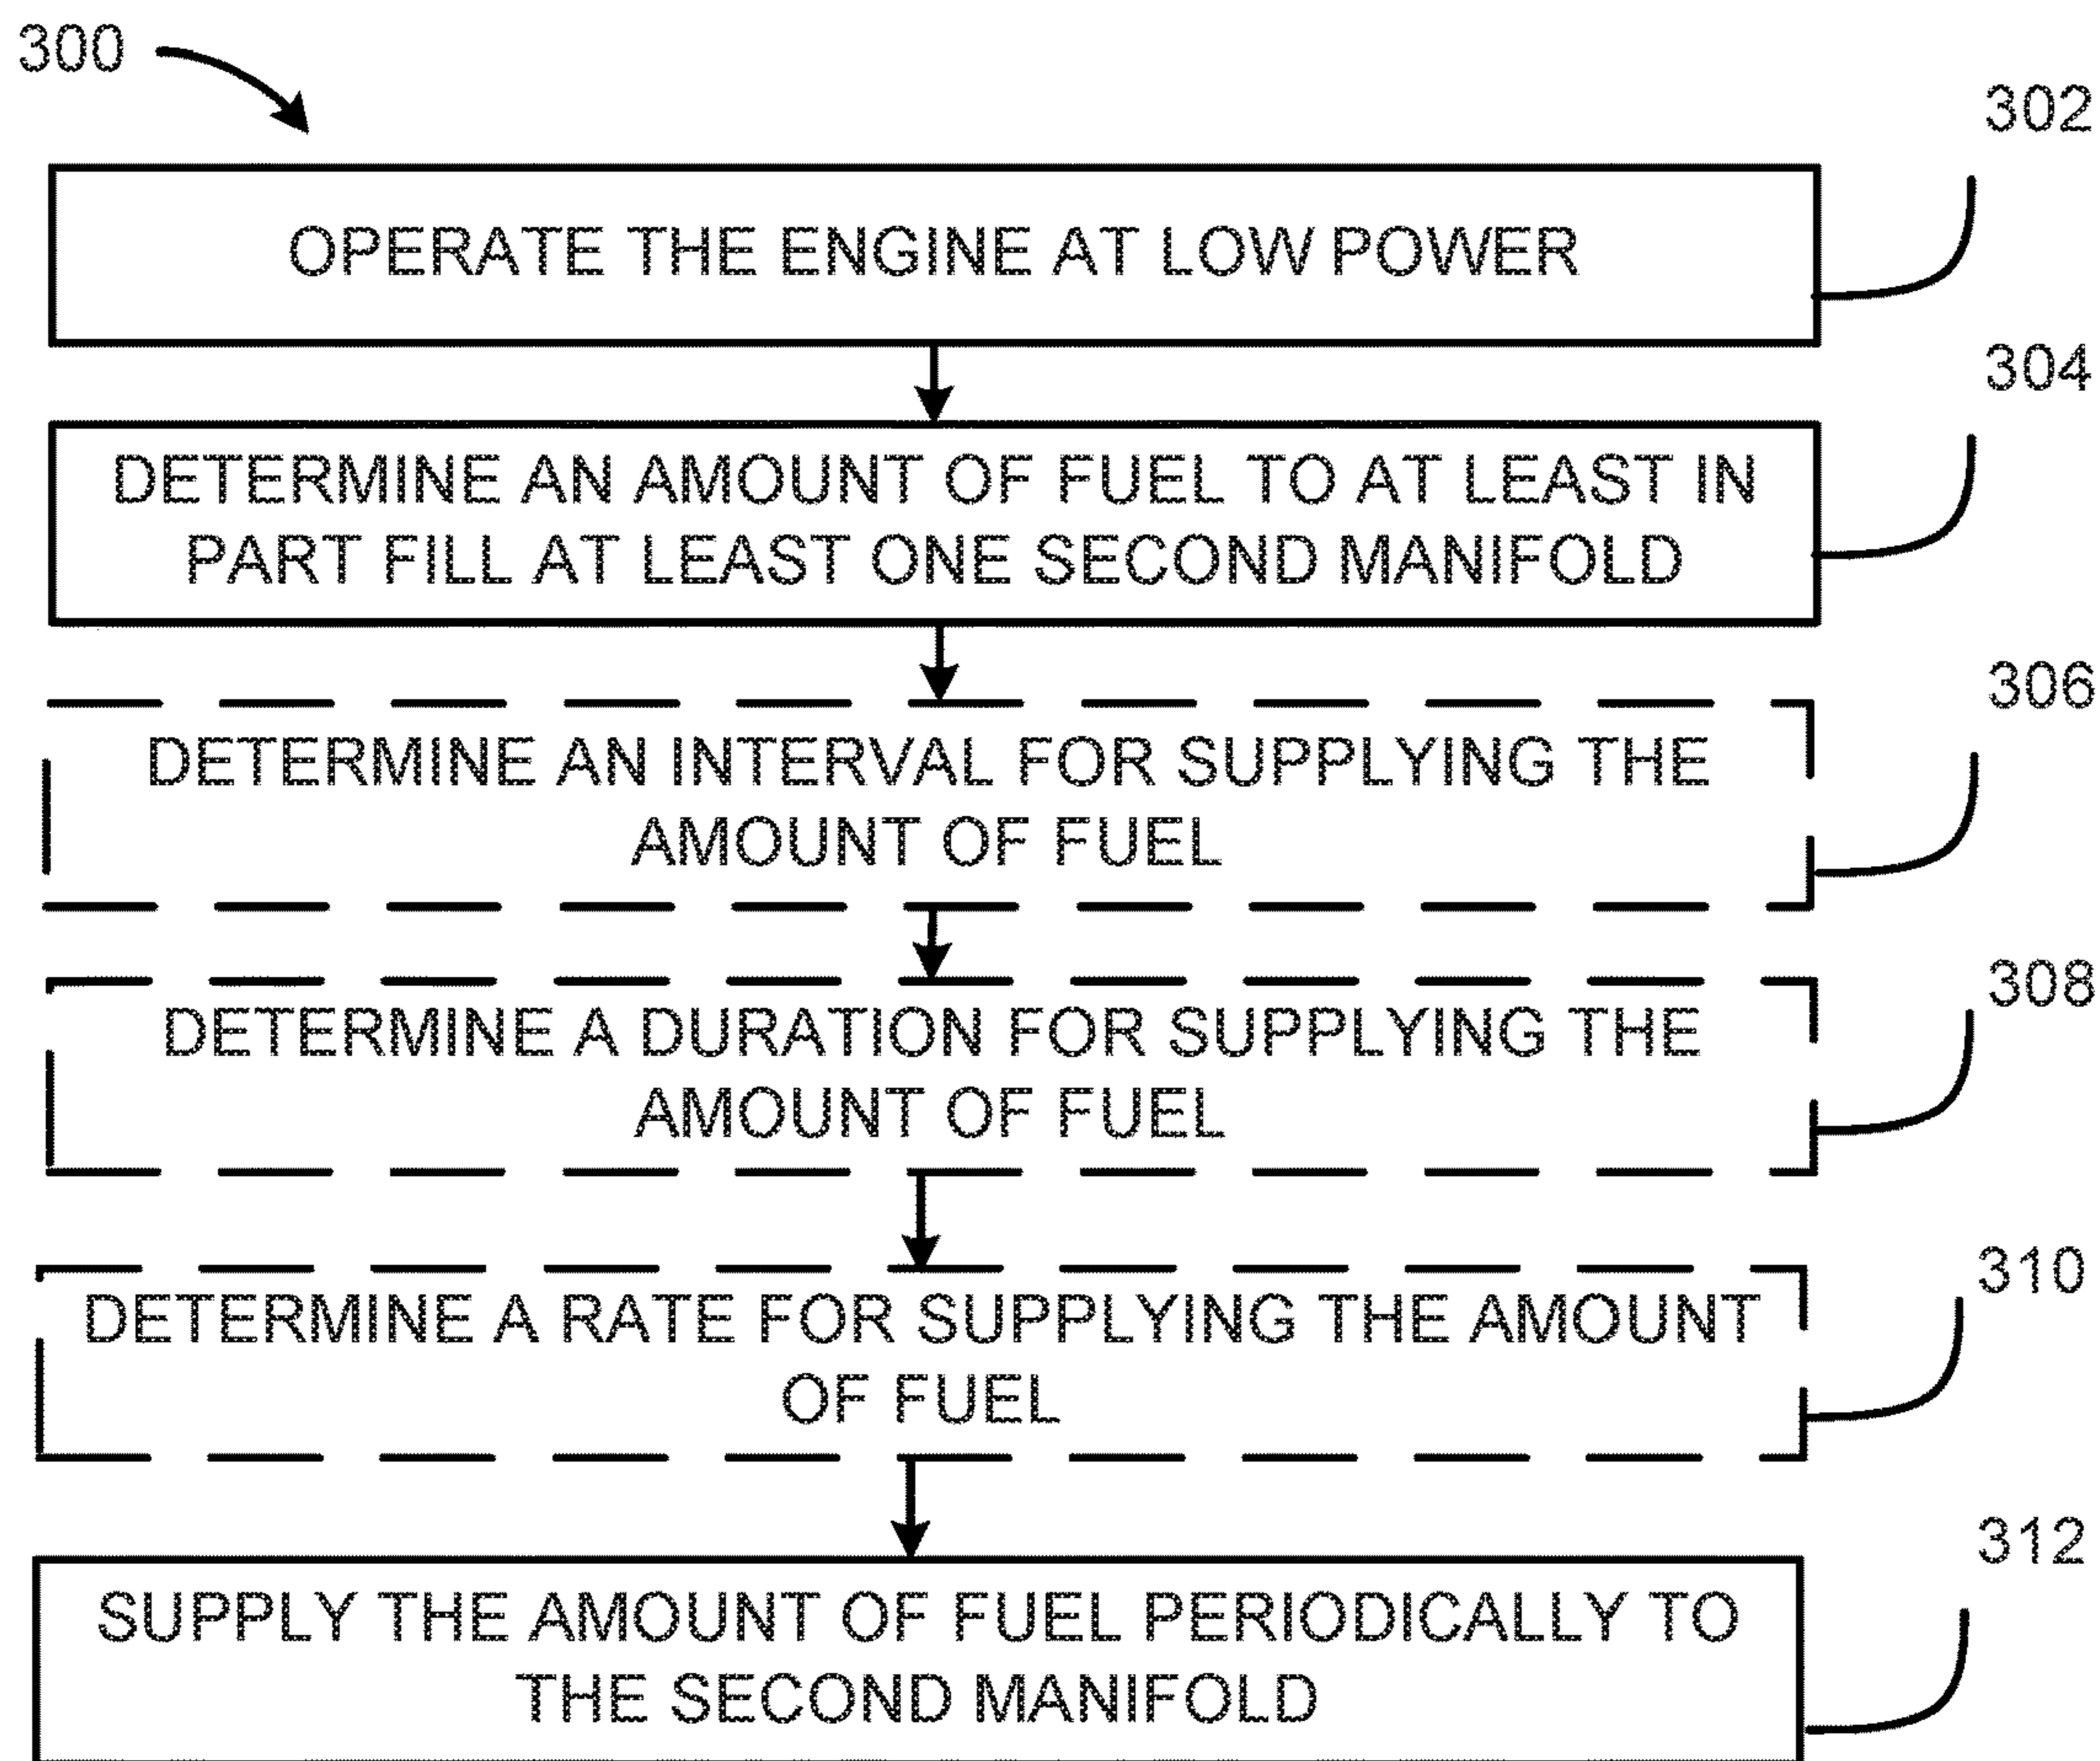 300
302
OPERATE THE ENGINE AT LOW POWER
304
DETERMINE AN AMOUNT OF FUEL TO AT LEAST IN
PART FILL AT LEAST ONE SECOND MANIFOLD
306
DETERMINE AN INTERVAL FOR SUPPLYING THE
AMOUNT OF FUEL
308
DETERMINE A DURATION FOR SUPPLYING THE
AMOUNT OF FUEL
310
DETERMINE A RATE FOR SUPPLYING THE AMOUNT
OF FUEL
312
SUPPLY THE AMOUNT OF FUEL PERIODICALLY TO
THE SECOND MANIFOLD